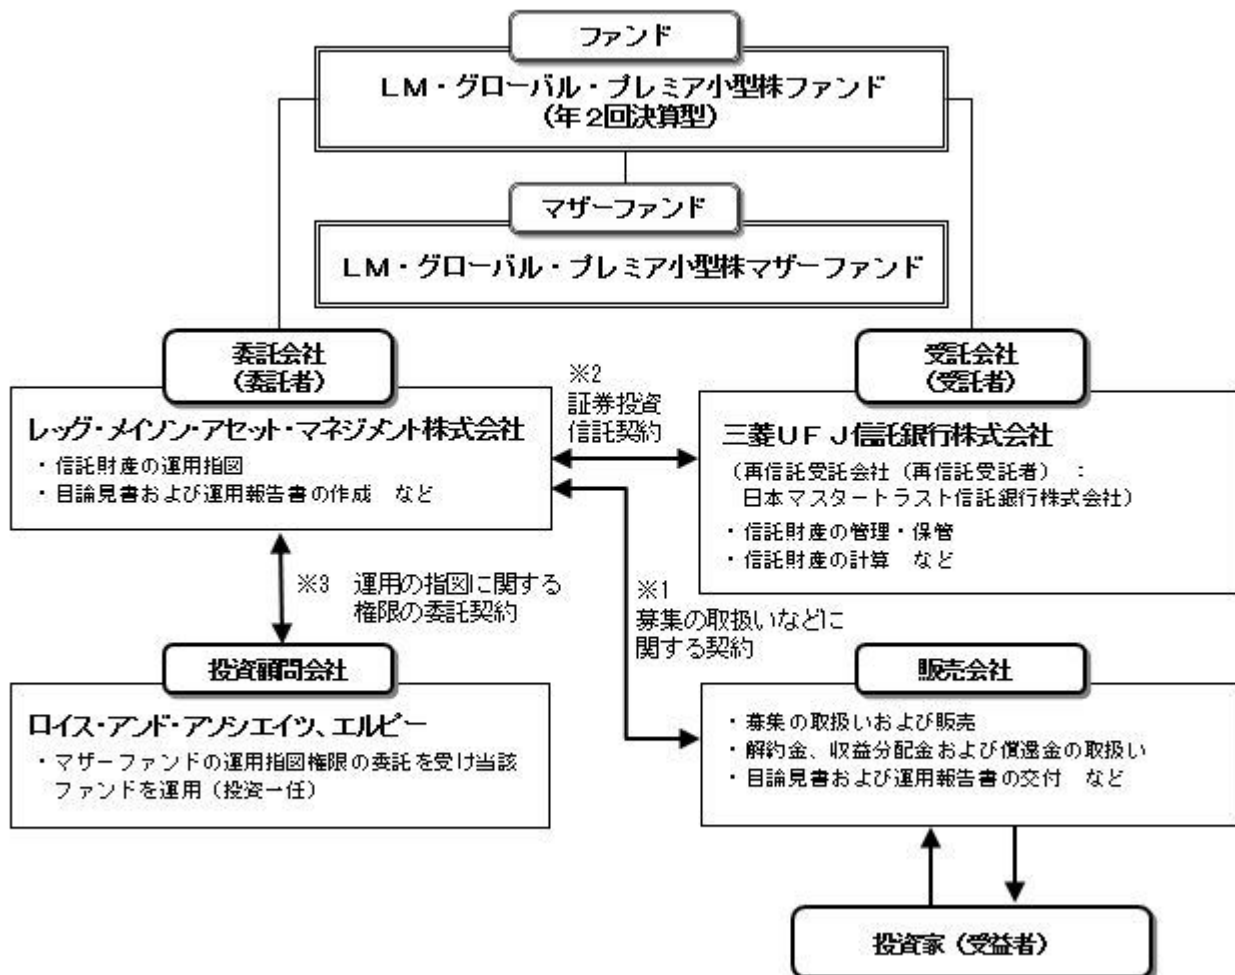 ファンド
LM・グローバル・プレミア小型株ファンド
(年2回決算型)
マザーファンド
LM・グローバル・プレミア小型株マザーファンド
委託会社
(委託者)
レッグ・メイソン・アセット・マネジメント株式会社
・信託財産の運用指図
・目論見書および運用報告書の作成 など
※2
証券投資
信託契約
受託会社
(受託者)
三菱UFJ信託銀行株式会社
(再信託受託会社(再信託受託者) :
日本マスタートラスト信託銀行株式会社)
・信託財産の管理・保管
・信託財産の計算 など
※3 運用の指図に関する
権限の委託契約
※1
募集の取扱いなどに
関する契約
投資顧問会社
ロイス・アンド・アソシエイツ、エルピー
・マザーファンドの運用指図権限の委託を受け当該
ファンドを運用(投資一任)
販売会社
・募集の取扱いおよび販売
・解約金、収益分配金および償還金の取扱い
・目論見書および運用報告書の交付 など
投資家(受益者)